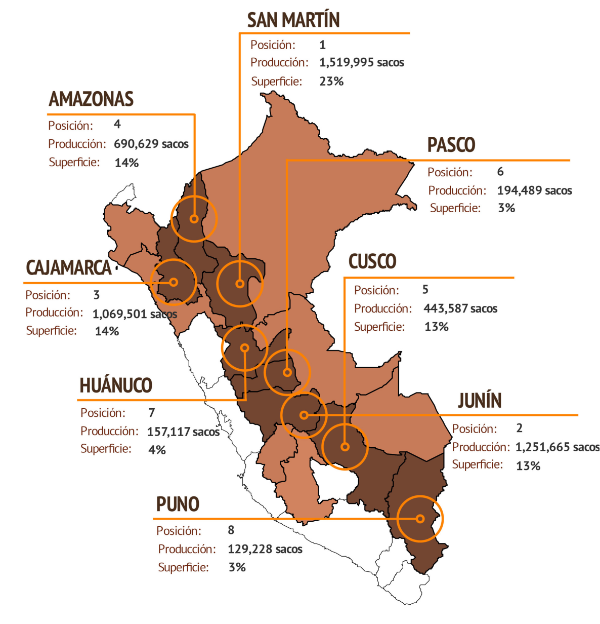 SAN MARTÍN
Posición: 1
Producción: 1,519,995 sacos
Superficie: 23%
AMAZONAS
Posición: 4
Producción: 690,629 sacos
Superficie: 14%
PASCO
Posición: 6
Producción: 194,489 sacos
Superficie: 3%
CAJAMARCA
Posición: 3
Producción: 1,069,501 sacos
Superficie: 14%
CUSCO
Posición: 5
Producción: 443,587 sacos
Superficie: 13%
HUÁNUCO
Posición: 7
Producción: 157,117 sacos
Superficie: 4%
JUNÍN
Posición: 2
Producción: 1,251,665 sacos
Superficie: 13%
PUNO
Posición: 8
Producción: 129,228 sacos
Superficie: 3%